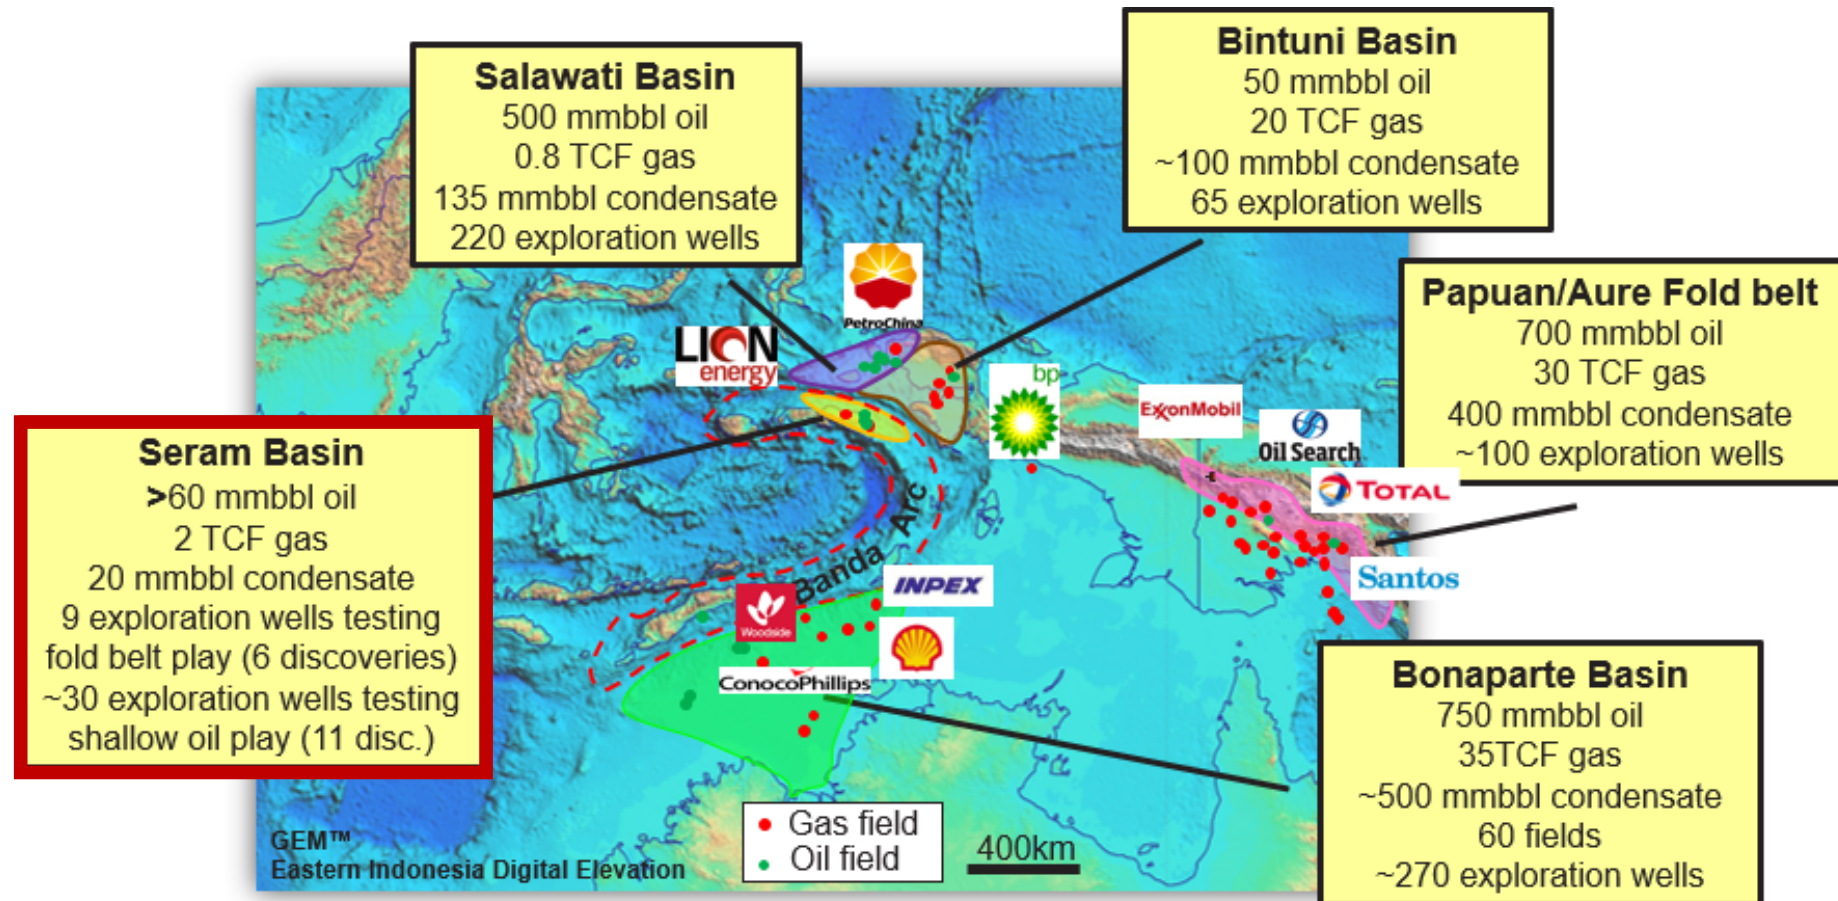 Salawati Basin
500 mmbbl oil
0.8 TCF gas
135 mmbbl condensate
220 exploration wells
Bintuni Basin
50 mmbbl oil
20 TCF gas
~100 mmbbl condensate
65 exploration wells
Papuan/Aure Fold belt
700 mmbbl oil
30 TCF gas
400 mmbbl condensate
~100 exploration wells
Seram Basin
>60 mmbbl oil
2 TCF gas
20 mmbbl condensate
9 exploration wells testing
fold belt play (6 discoveries)
~30 exploration wells testing
shallow oil play (11 disc.)
Bonaparte Basin
750 mmbbl oil
35TCF gas
~500 mmbbl condensate
60 fields
~270 exploration wells
PetroChina
LION
energy
bp
ExxonMobil
Oil Search
TOTAL
Santos
Banda Arc
INPEX
Woodside
ConocoPhillips
Gas field
Oil field
400km
GEM™
Eastern Indonesia Digital Elevation